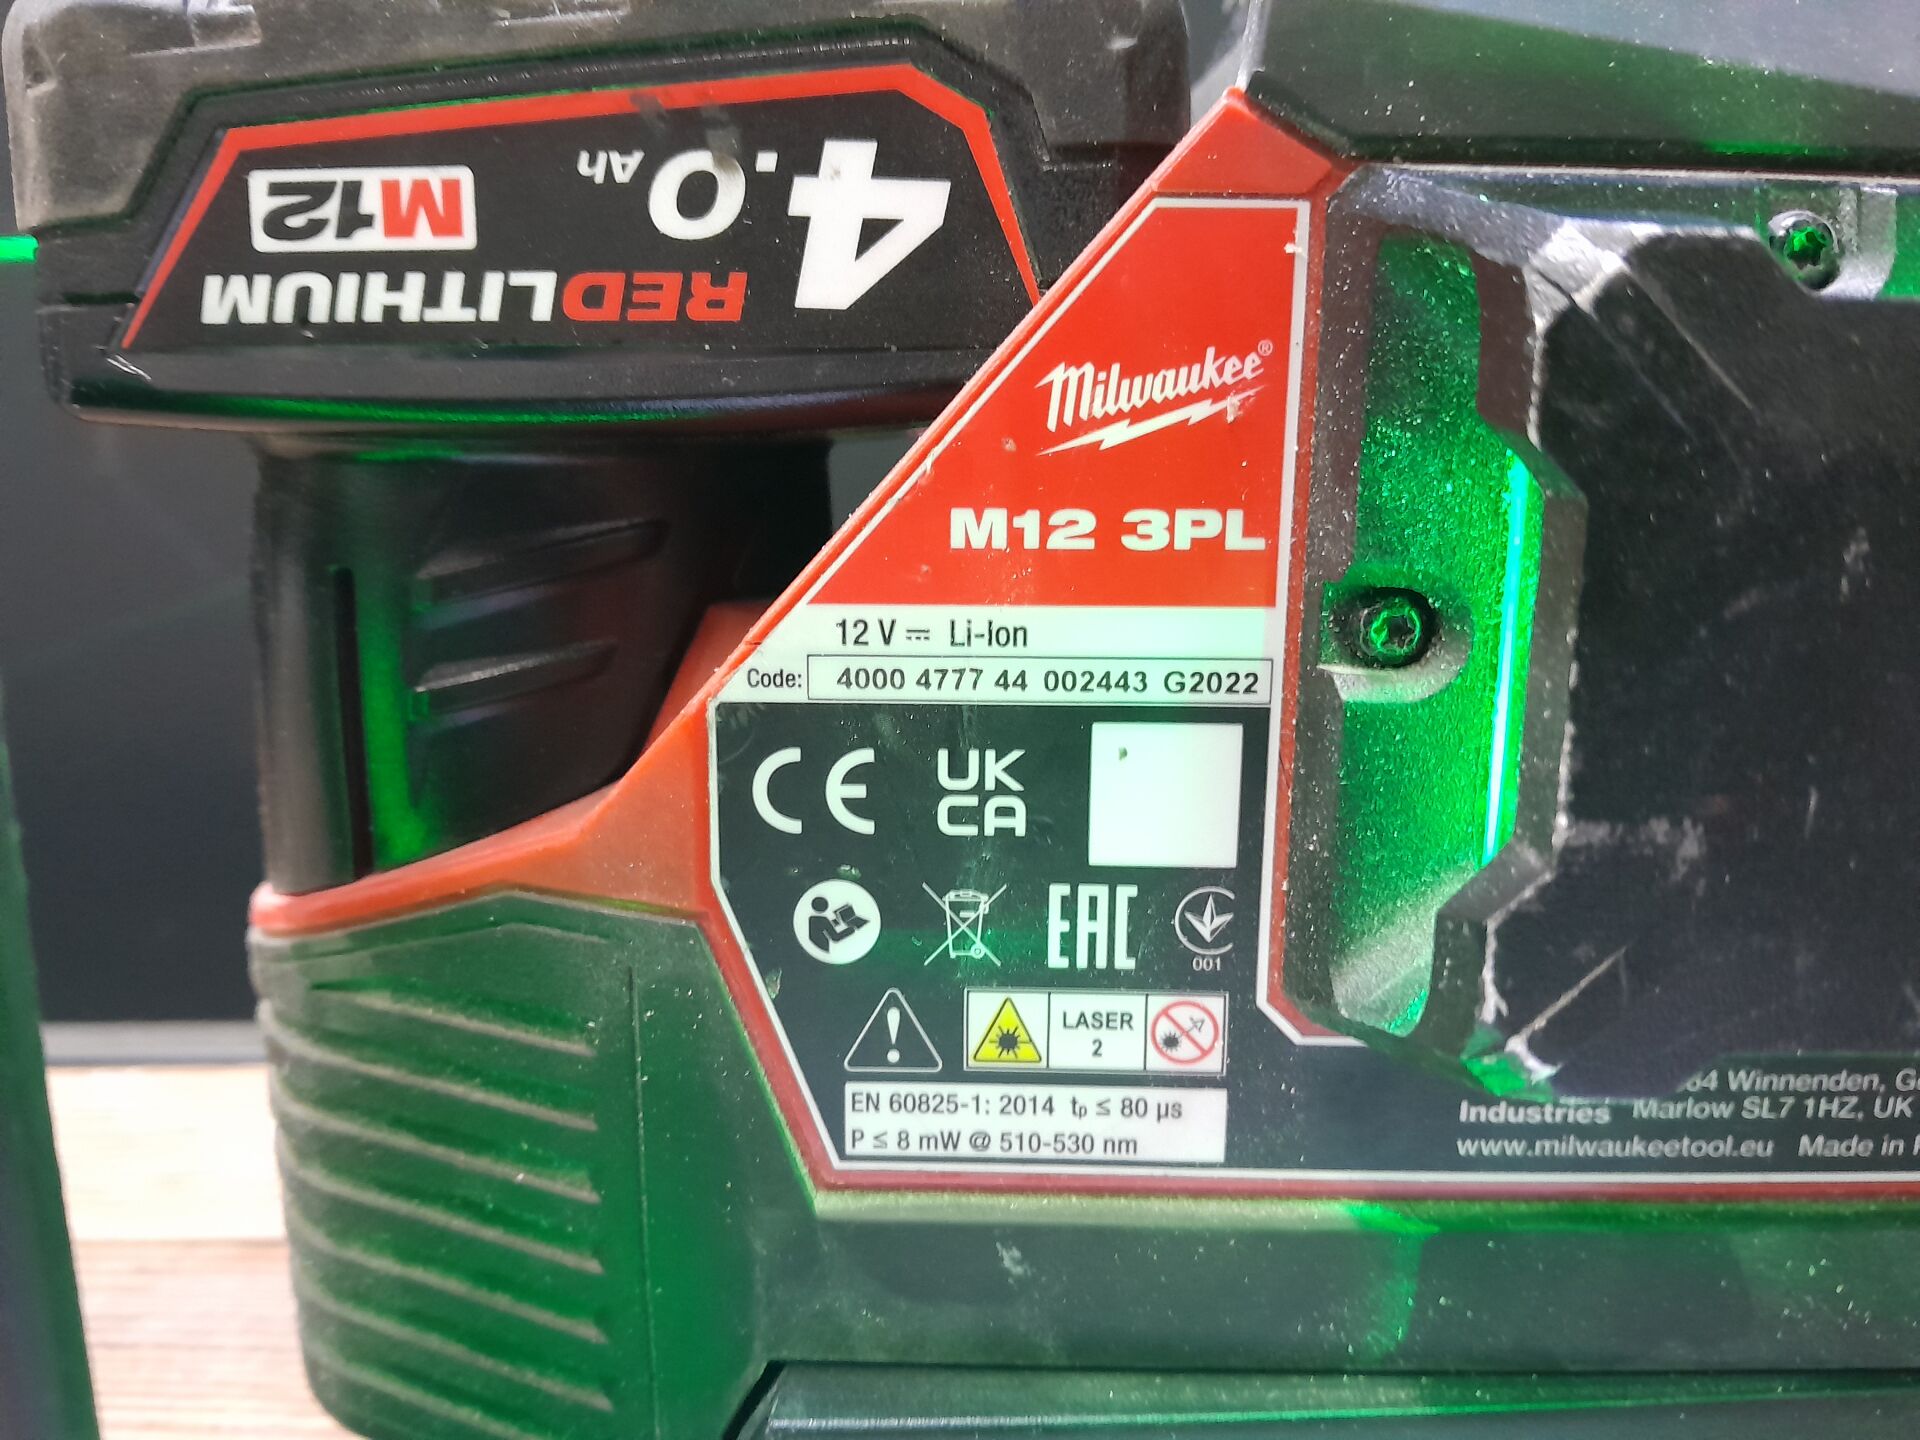 4.0 Ah
M12
REDLITHIUM
Milwaukee®
M12 3PL
12 V ⎓ Li-Ion
Code: 4000 4777 44 002443 G2022
CE
UK
CA
EAC
001
LASER
2
EN 60825-1: 2014 tp ≤ 80 µs
P ≤ 8 mW @ 510-530 nm
Winnenden,
Industries Marlow SL7 1HZ, UK
www.milwaukeetool.eu Made in